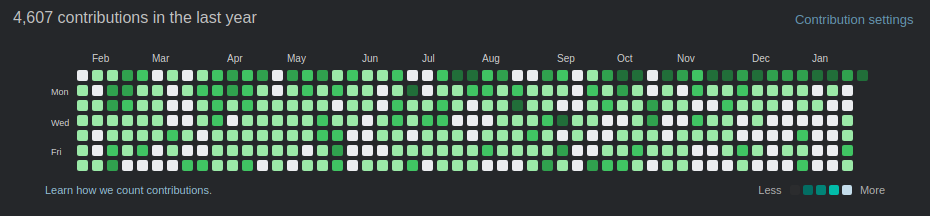 4,607 contributions in the last year
Contribution settings
Feb Mar Apr May Jun Jul Aug Sep Oct Nov Dec Jan
Mon
Wed
Fri
Learn how we count contributions.
Less More